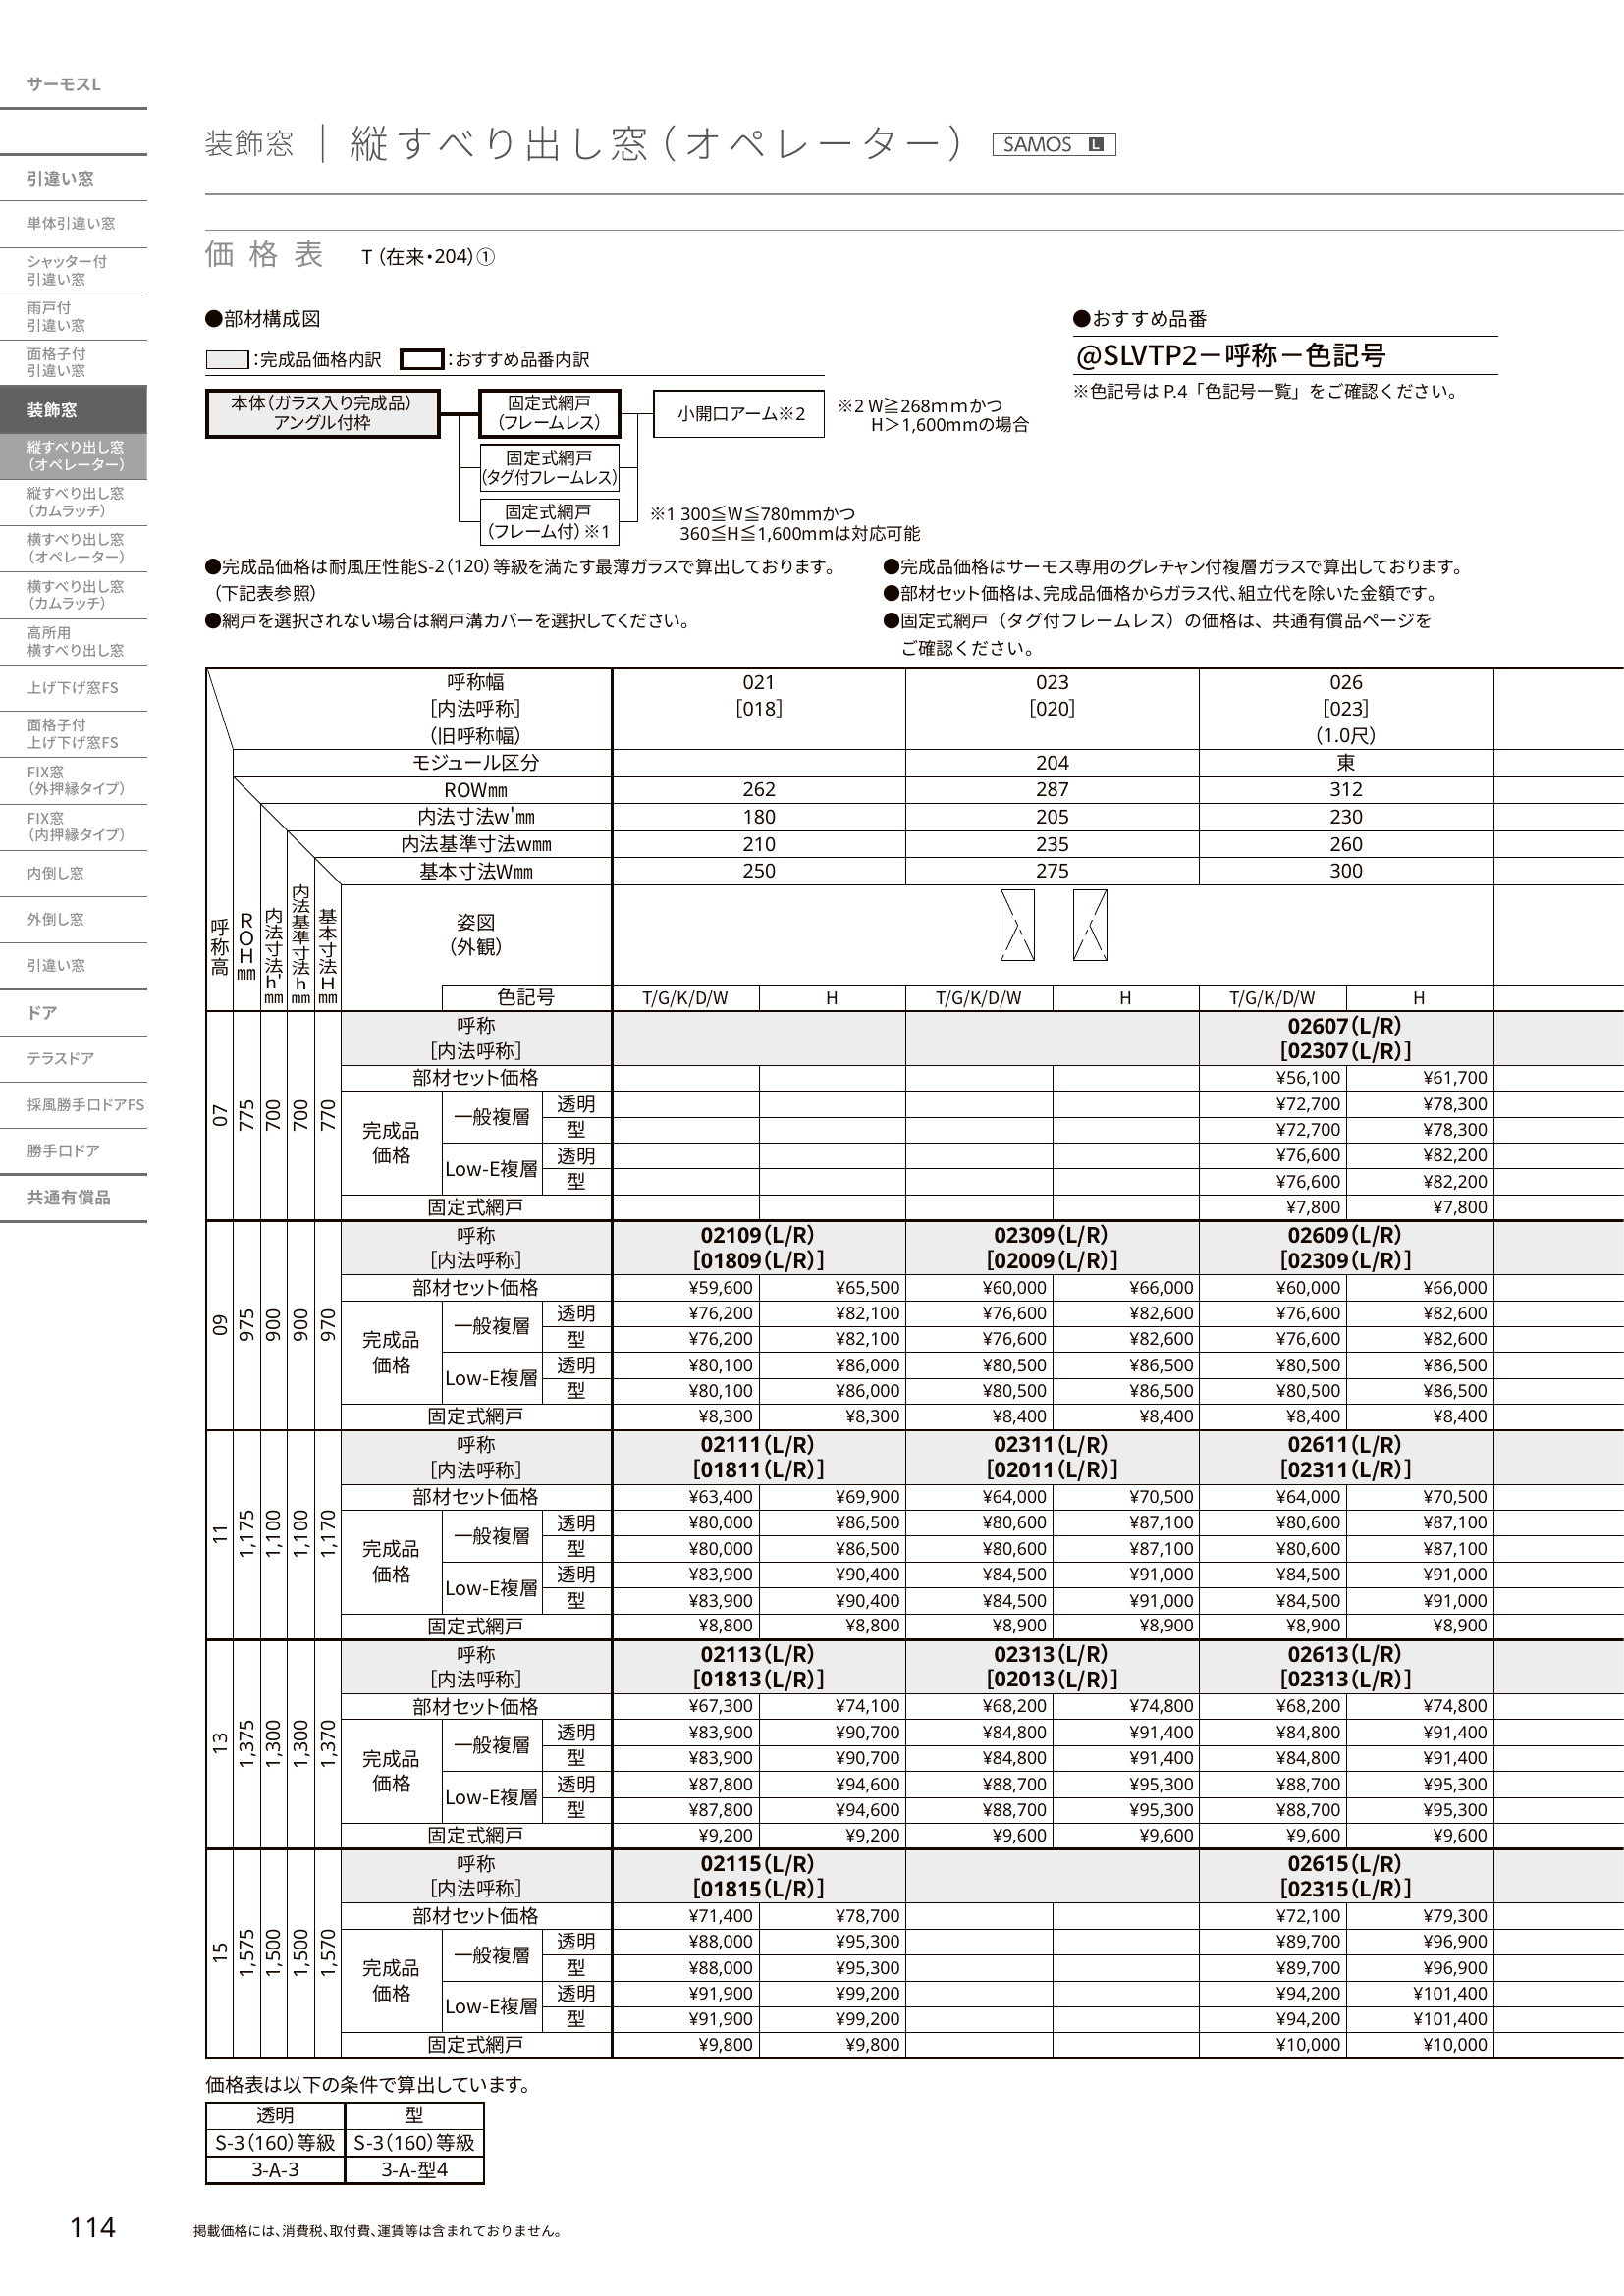 サーモスL
引違い窓
単体引違い窓
シャッター付
引違い窓
雨戸付
引違い窓
面格子付
引違い窓
装飾窓
縦すべり出し窓
（オペレーター）
縦すべり出し窓
（カムラッチ）
横すべり出し窓
（オペレーター）
横すべり出し窓
（カムラッチ）
高所用
横すべり出し窓
上げ下げ窓FS
面格子付
上げ下げ窓FS
FIX窓
（外押縁タイプ）
FIX窓
（内押縁タイプ）
内倒し窓
外倒し窓
引違い窓
ドア
テラスドア
採風勝手口ドアFS
勝手口ドア
共通有償品
装飾窓 縦すべり出し窓（オペレーター） SAMOS L
価格表 T（在来・204）①
●部材構成図
：完成品価格内訳 ：おすすめ品番内訳
本体（ガラス入り完成品）
アングル付枠
固定式網戸
（フレームレス）
小開口アーム※2
※2 W≧268mmかつ
H＞1,600mmの場合
固定式網戸
（タグ付フレームレス）
固定式網戸
（フレーム付）※1
※1 300≦W≦780mmかつ
360≦H≦1,600mmは対応可能
●おすすめ品番
@SLVTP2－呼称－色記号
※色記号は P.4「色記号一覧」をご確認ください。
●完成品価格は耐風圧性能S-2（120）等級を満たす最薄ガラスで算出しております。
（下記表参照）
●網戸を選択されない場合は網戸溝カバーを選択してください。
●完成品価格はサーモス専用のグレチャン付複層ガラスで算出しております。
●部材セット価格は、完成品価格からガラス代、組立代を除いた金額です。
●固定式網戸（タグ付フレームレス）の価格は、共通有償品ページを
ご確認ください。
呼称幅 021 023 026
［内法呼称］ ［018］ ［020］ ［023］
（旧呼称幅） （1.0尺）
モジュール区分 204 東
ROW㎜ 262 287 312
内法寸法w'㎜ 180 205 230
内法基準寸法w㎜ 210 235 260
基本寸法W㎜ 250 275 300
呼称高 ROH㎜ 内法寸法h'㎜ 内法基準寸法h㎜ 基本寸法H㎜
姿図
（外観）
色記号 T/G/K/D/W H T/G/K/D/W H T/G/K/D/W H
07 775 700 700 770
呼称 02607（L/R）
［内法呼称］ ［02307（L/R）］
部材セット価格 ¥56,100 ¥61,700
完成品価格 一般複層 透明 ¥72,700 ¥78,300
型 ¥72,700 ¥78,300
Low-E複層 透明 ¥76,600 ¥82,200
型 ¥76,600 ¥82,200
固定式網戸 ¥7,800 ¥7,800
09 975 900 900 970
呼称 02109（L/R） 02309（L/R） 02609（L/R）
［内法呼称］ ［01809（L/R）］ ［02009（L/R）］ ［02309（L/R）］
部材セット価格 ¥59,600 ¥65,500 ¥60,000 ¥66,000 ¥60,000 ¥66,000
完成品価格 一般複層 透明 ¥76,200 ¥82,100 ¥76,600 ¥82,600 ¥76,600 ¥82,600
型 ¥76,200 ¥82,100 ¥76,600 ¥82,600 ¥76,600 ¥82,600
Low-E複層 透明 ¥80,100 ¥86,000 ¥80,500 ¥86,500 ¥80,500 ¥86,500
型 ¥80,100 ¥86,000 ¥80,500 ¥86,500 ¥80,500 ¥86,500
固定式網戸 ¥8,300 ¥8,300 ¥8,400 ¥8,400 ¥8,400 ¥8,400
11 1,175 1,100 1,100 1,170
呼称 02111（L/R） 02311（L/R） 02611（L/R）
［内法呼称］ ［01811（L/R）］ ［02011（L/R）］ ［02311（L/R）］
部材セット価格 ¥63,400 ¥69,900 ¥64,000 ¥70,500 ¥64,000 ¥70,500
完成品価格 一般複層 透明 ¥80,000 ¥86,500 ¥80,600 ¥87,100 ¥80,600 ¥87,100
型 ¥80,000 ¥86,500 ¥80,600 ¥87,100 ¥80,600 ¥87,100
Low-E複層 透明 ¥83,900 ¥90,400 ¥84,500 ¥91,000 ¥84,500 ¥91,000
型 ¥83,900 ¥90,400 ¥84,500 ¥91,000 ¥84,500 ¥91,000
固定式網戸 ¥8,800 ¥8,800 ¥8,900 ¥8,900 ¥8,900 ¥8,900
13 1,375 1,300 1,300 1,370
呼称 02113（L/R） 02313（L/R） 02613（L/R）
［内法呼称］ ［01813（L/R）］ ［02013（L/R）］ ［02313（L/R）］
部材セット価格 ¥67,300 ¥74,100 ¥68,200 ¥74,800 ¥68,200 ¥74,800
完成品価格 一般複層 透明 ¥83,900 ¥90,700 ¥84,800 ¥91,400 ¥84,800 ¥91,400
型 ¥83,900 ¥90,700 ¥84,800 ¥91,400 ¥84,800 ¥91,400
Low-E複層 透明 ¥87,800 ¥94,600 ¥88,700 ¥95,300 ¥88,700 ¥95,300
型 ¥87,800 ¥94,600 ¥88,700 ¥95,300 ¥88,700 ¥95,300
固定式網戸 ¥9,200 ¥9,200 ¥9,600 ¥9,600 ¥9,600 ¥9,600
15 1,575 1,500 1,500 1,570
呼称 02115（L/R） 02615（L/R）
［内法呼称］ ［01815（L/R）］ ［02315（L/R）］
部材セット価格 ¥71,400 ¥78,700 ¥72,100 ¥79,300
完成品価格 一般複層 透明 ¥88,000 ¥95,300 ¥89,700 ¥96,900
型 ¥88,000 ¥95,300 ¥89,700 ¥96,900
Low-E複層 透明 ¥91,900 ¥99,200 ¥94,200 ¥101,400
型 ¥91,900 ¥99,200 ¥94,200 ¥101,400
固定式網戸 ¥9,800 ¥9,800 ¥10,000 ¥10,000
価格表は以下の条件で算出しています。
透明 型
S-3（160）等級 S-3（160）等級
3-A-3 3-A-型4
114 掲載価格には、消費税、取付費、運賃等は含まれておりません。